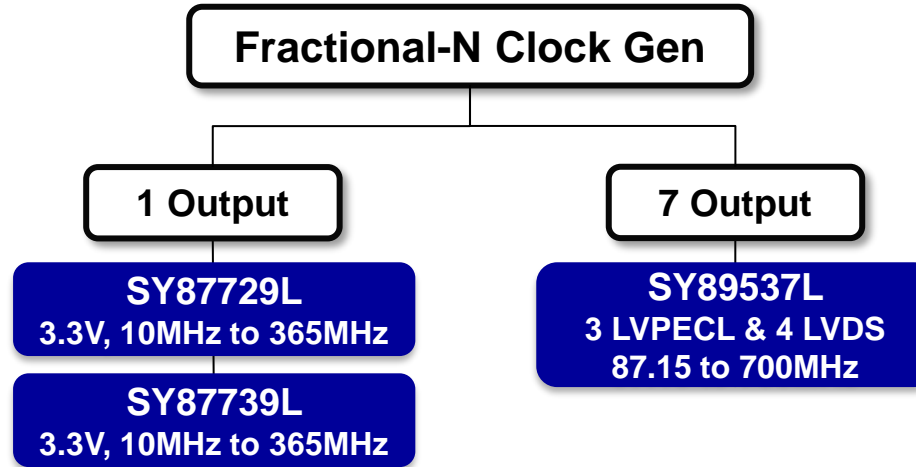 Fractional-N Clock Gen
1 Output
SY87729L
3.3V, 10MHz to 365MHz
SY87739L
3.3V, 10MHz to 365MHz
7 Output
SY89537L
3 LVPECL & 4 LVDS
87.15 to 700MHz